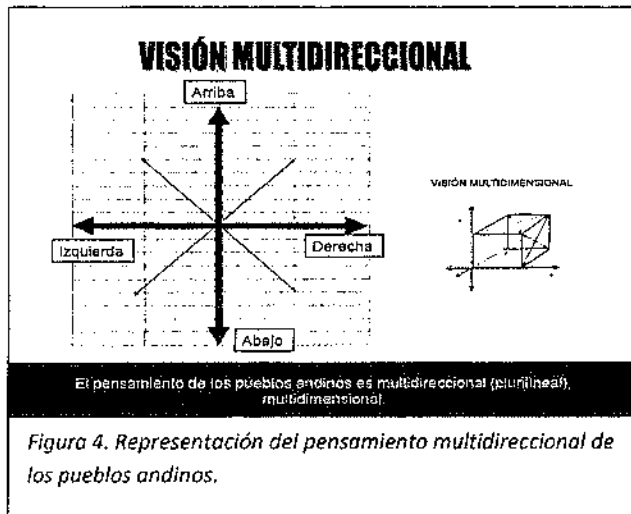 VISIÓN MULTIDIRECCIONAL
Arriba
VISIÓN MULTIDIMENSIONAL
Izquierda
Derecha
Abajo
El pensamiento de los pueblos andinos es multidireccional (plurilineal),
multidimensional.
Figura 4. Representación del pensamiento multidireccional de
los pueblos andinos.